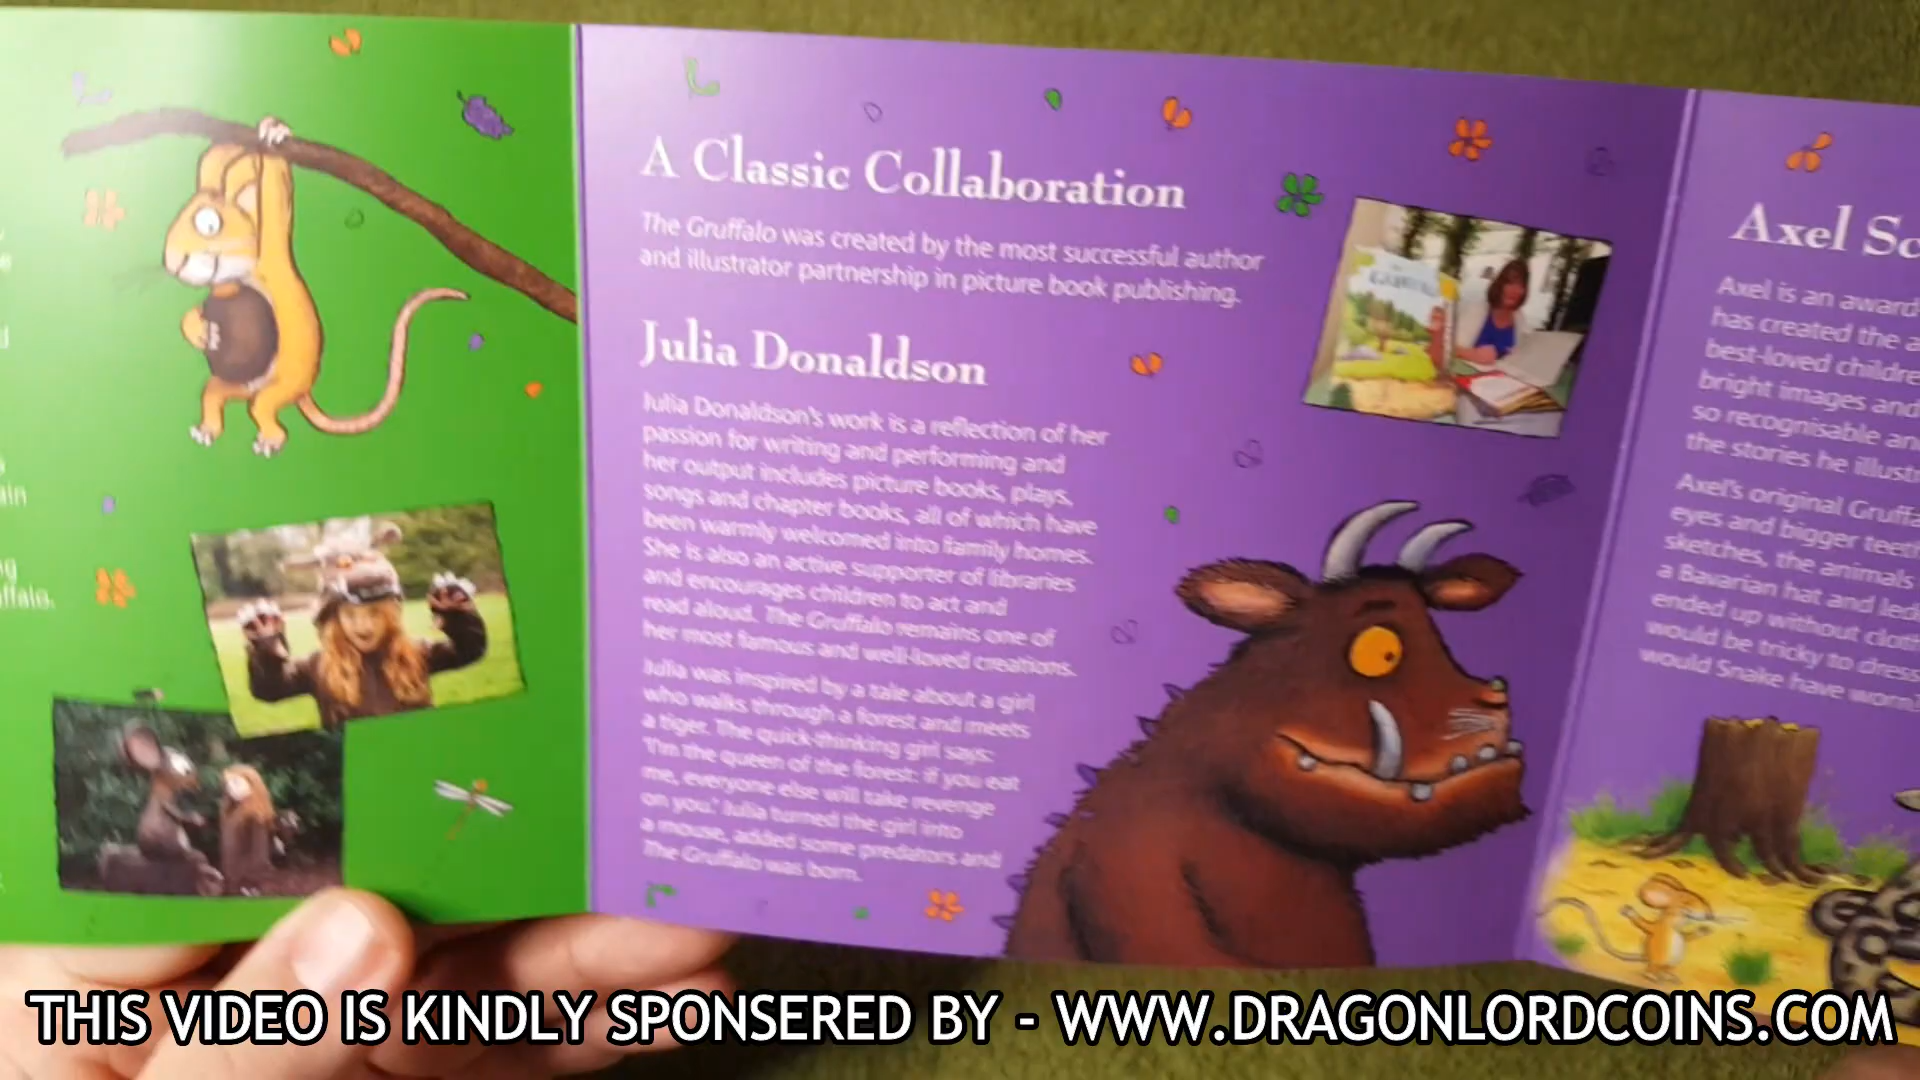 ain
ffalo.
A Classic Collaboration
The Gruffalo was created by the most successful author
and illustrator partnership in picture book publishing.
Julia Donaldson
Julia Donaldson's work is a reflection of her
passion for writing and performing and
her output includes picture books, plays,
songs and chapter books, all of which have
been warmly welcomed into family homes.
She is also an active supporter of libraries
and encourages children to act and
read aloud. The Gruffalo remains one of
her most famous and well-loved creations.
Julia was inspired by a tale about a girl
who walks through a forest and meets
a tiger. The quick-thinking girl says:
'I'm the queen of the forest: if you eat
me, everyone else will take revenge
on you.' Julia turned the girl into
a mouse, added some predators and
The Gruffalo was born.
Axel Sc
Axel is an award-
has created the a
best-loved childre
bright images and
so recognisable an
the stories he illustr
Axel's original Gruffa
eyes and bigger teeth
sketches, the animals
a Bavarian hat and led
ended up without cloth
would be tricky to dress
would Snake have worn?
THIS VIDEO IS KINDLY SPONSERED BY - WWW.DRAGONLORDCOINS.COM